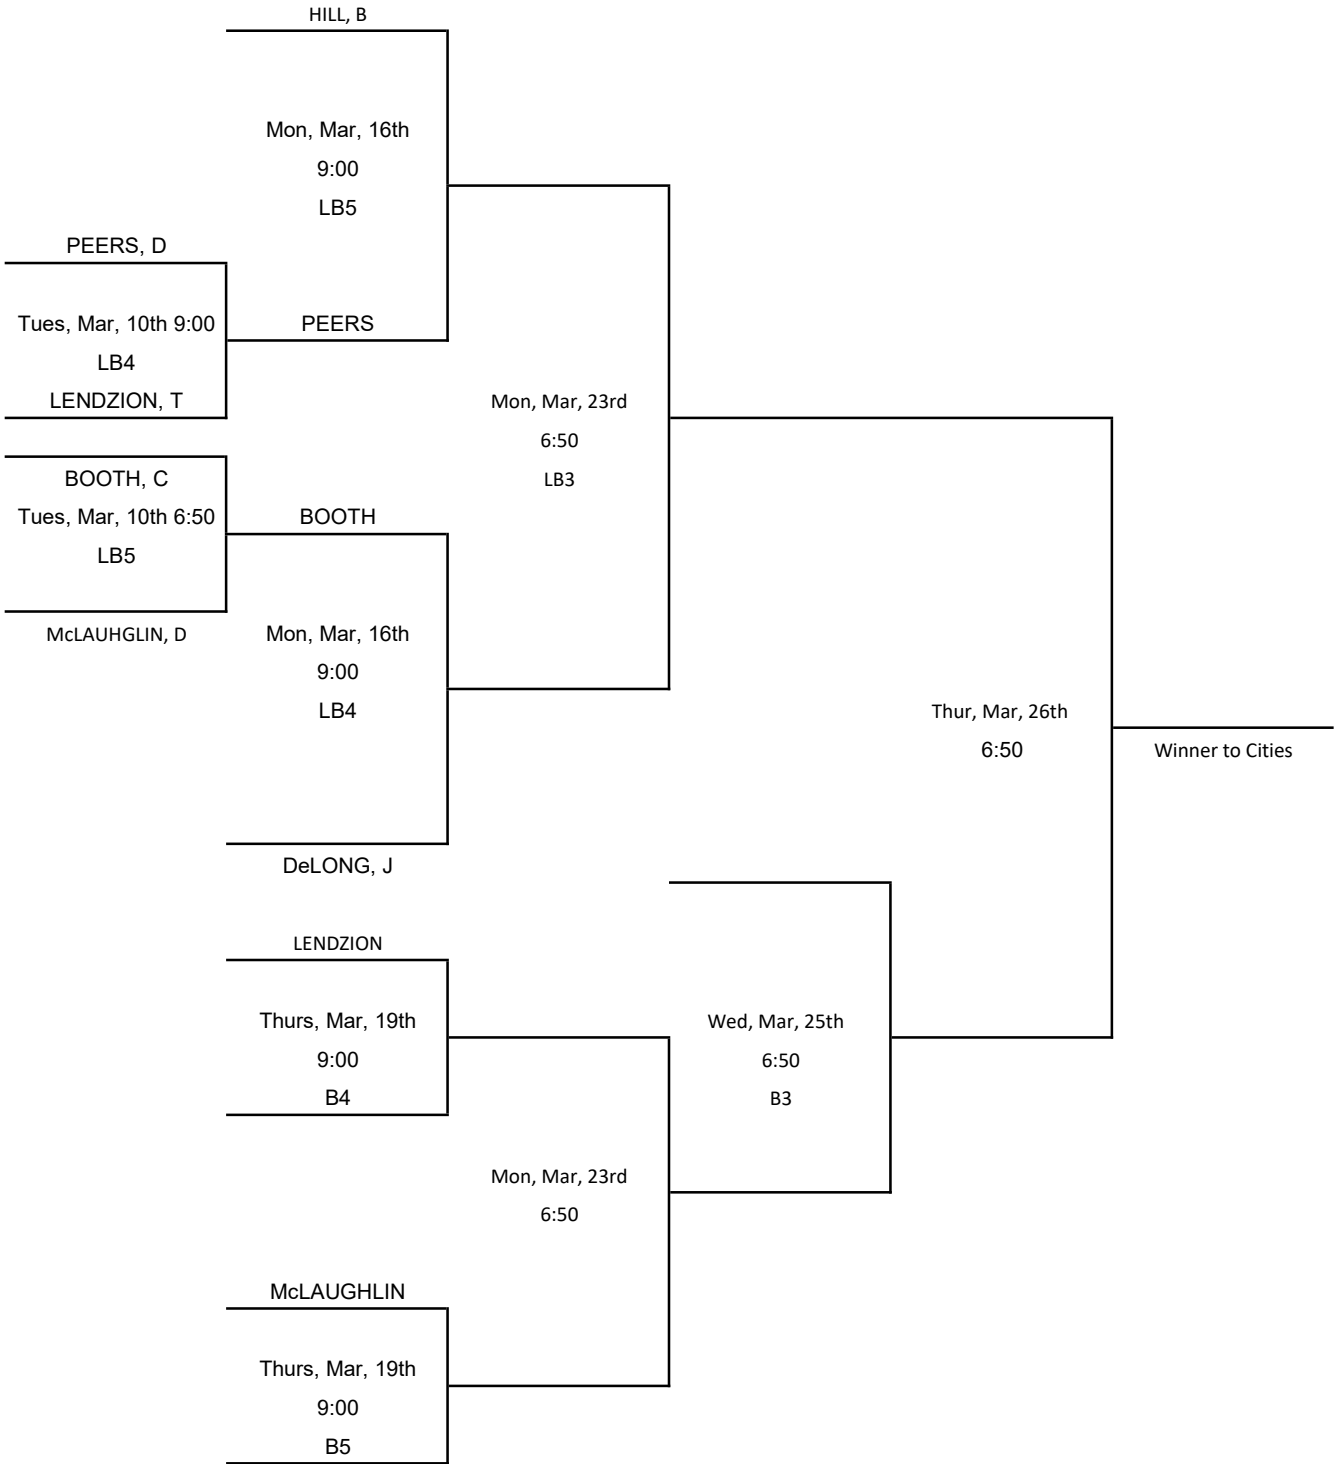 HILL, B
Mon, Mar, 16th
9:00
LB5
PEERS, D
Tues, Mar, 10th 9:00
PEERS
LB4
LENDZION, T
Mon, Mar, 23rd
6:50
LB3
BOOTH, C
Tues, Mar, 10th 6:50
BOOTH
LB5
McLAUHGLIN, D
Mon, Mar, 16th
9:00
LB4
Thur, Mar, 26th
6:50
Winner to Cities
DeLONG, J
LENDZION
Thurs, Mar, 19th
9:00
B4
Wed, Mar, 25th
6:50
B3
Mon, Mar, 23rd
6:50
McLAUGHLIN
Thurs, Mar, 19th
9:00
B5